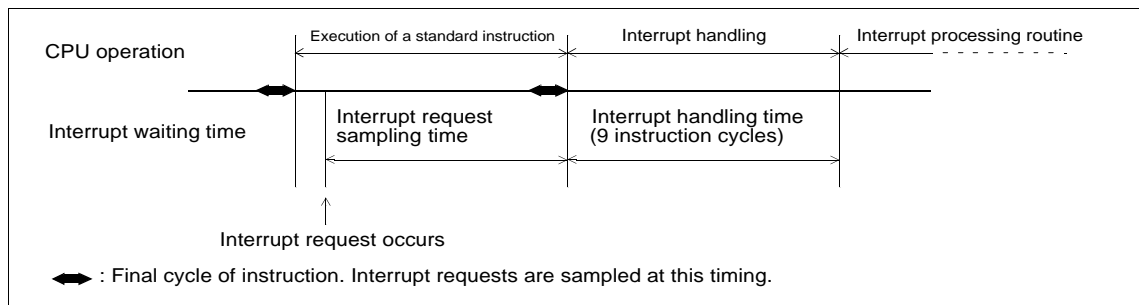 CPU operation
Execution of a standard instruction
Interrupt handling
Interrupt processing routine
Interrupt waiting time
Interrupt request
sampling time
Interrupt handling time
(9 instruction cycles)
Interrupt request occurs
: Final cycle of instruction. Interrupt requests are sampled at this timing.